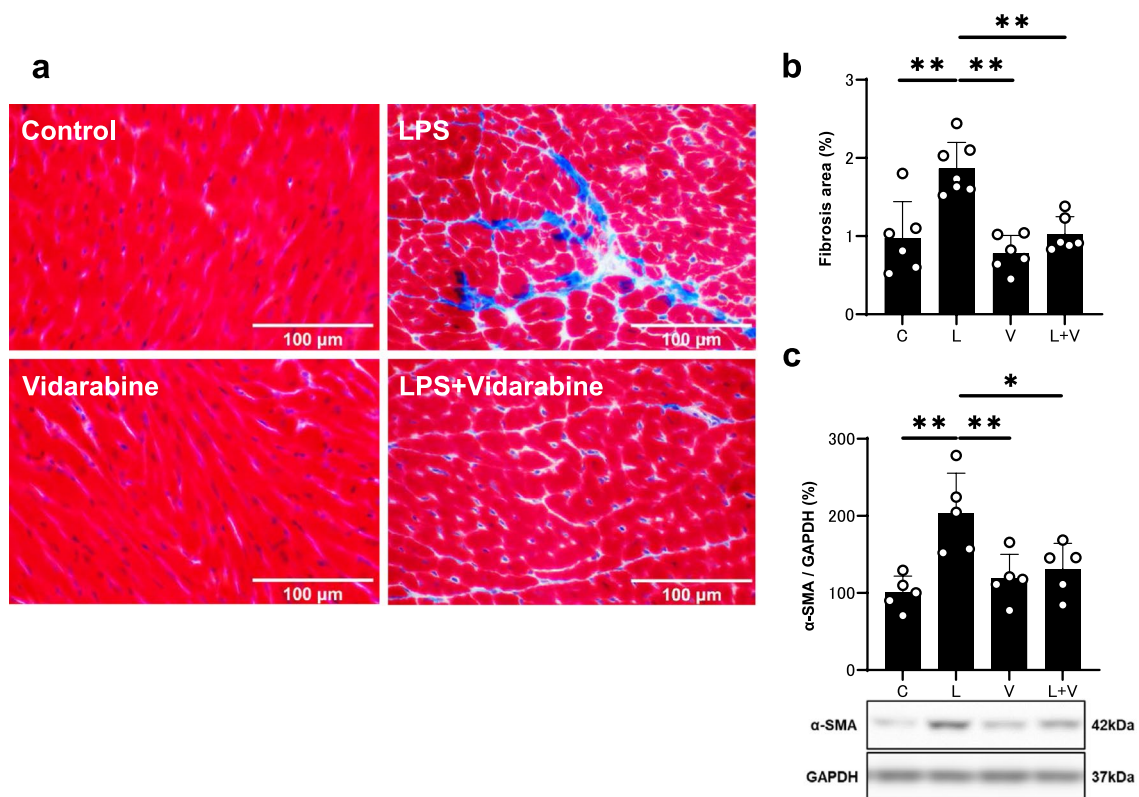 a
Control
100 µm
LPS
100 µm
Vidarabine
100 µm
LPS+Vidarabine
100 µm
b
**
** **
Fibrosis area (%)
3
2
1
0
C L V L+V
c
*
** **
α-SMA / GAPDH (%)
300
200
100
0
C L V L+V
α-SMA 42kDa
GAPDH 37kDa